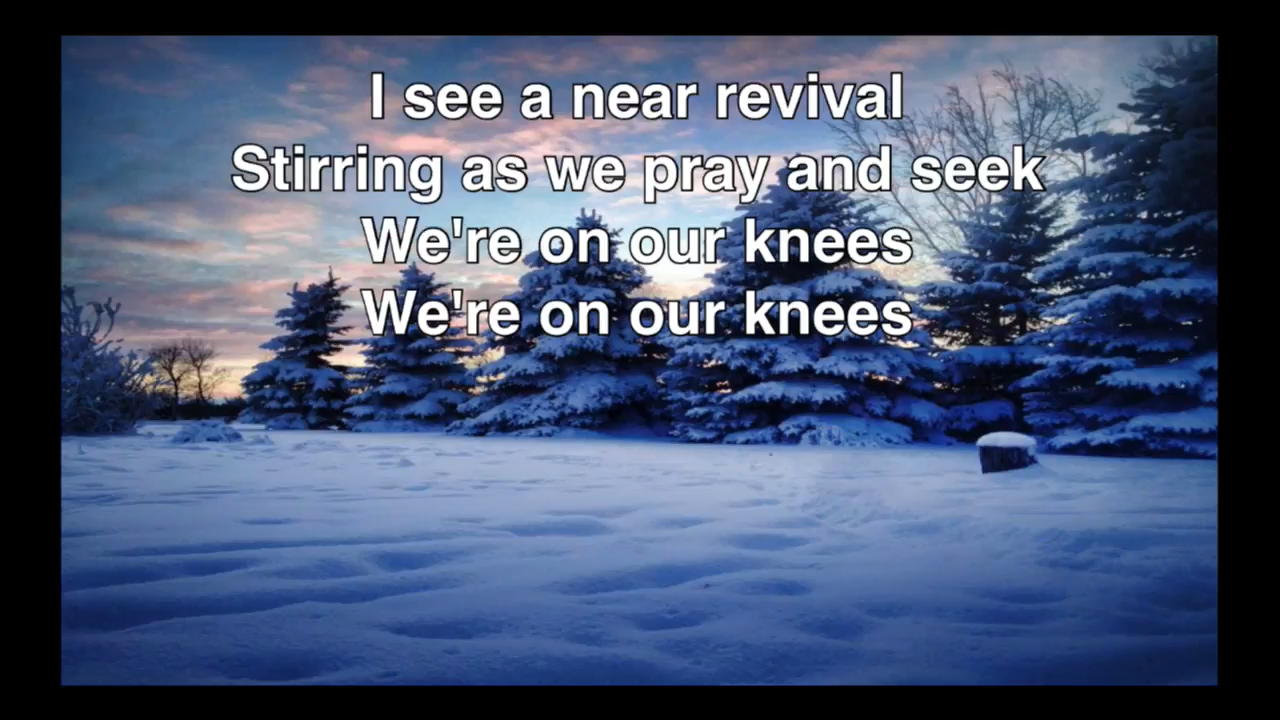 I see a near revival
Stirring as we pray and seek
We're on our knees
We're on our knees